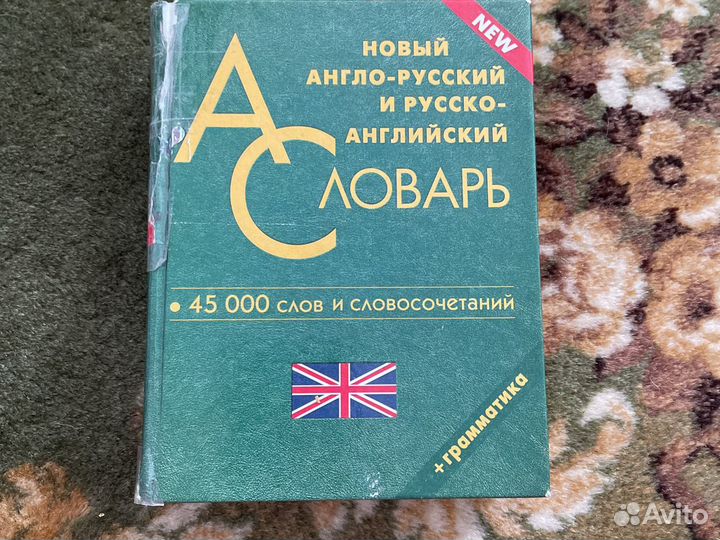 NEW
НОВЫЙ
АНГЛО-РУССКИЙ
И РУССКО-
АНГЛИЙСКИЙ
А
СЛОВАРЬ
• 45 000 СЛОВ И СЛОВОСОЧЕТАНИЙ
+грамматика
Avito